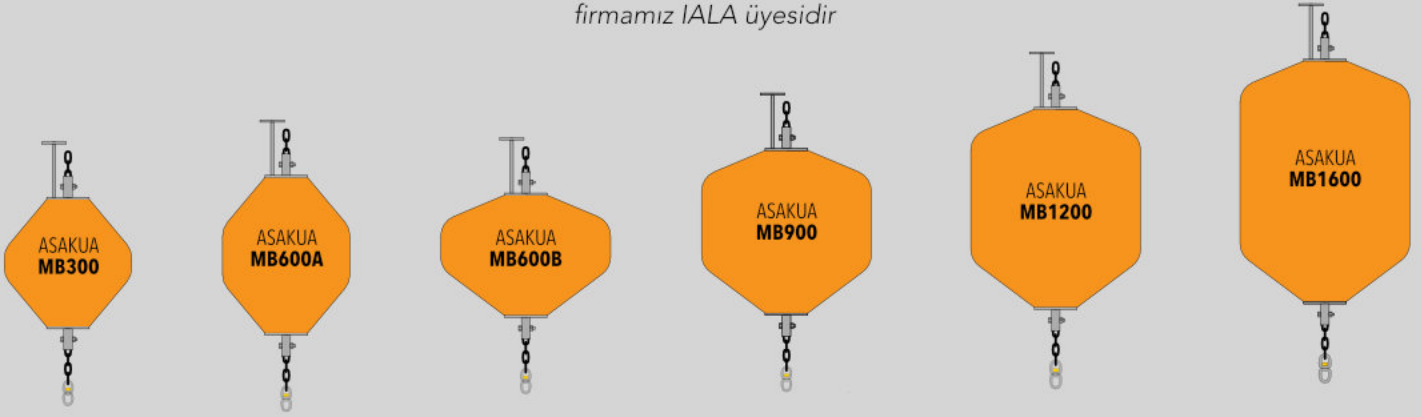 firmamız IALA üyesidir
ASAKUA
MB300
ASAKUA
MB600A
ASAKUA
MB600B
ASAKUA
MB900
ASAKUA
MB1200
ASAKUA
MB1600